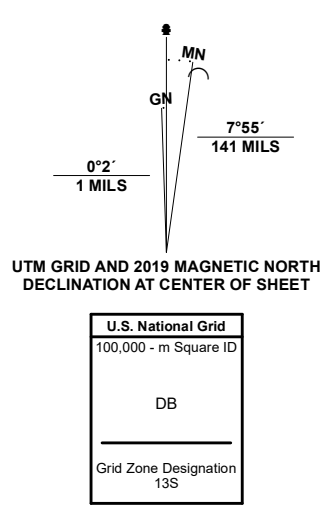 MN
GN
7°55´
141 MILS
0°2´
1 MILS
UTM GRID AND 2019 MAGNETIC NORTH
DECLINATION AT CENTER OF SHEET
U.S. National Grid
100,000 - m Square ID
DB
Grid Zone Designation
13S